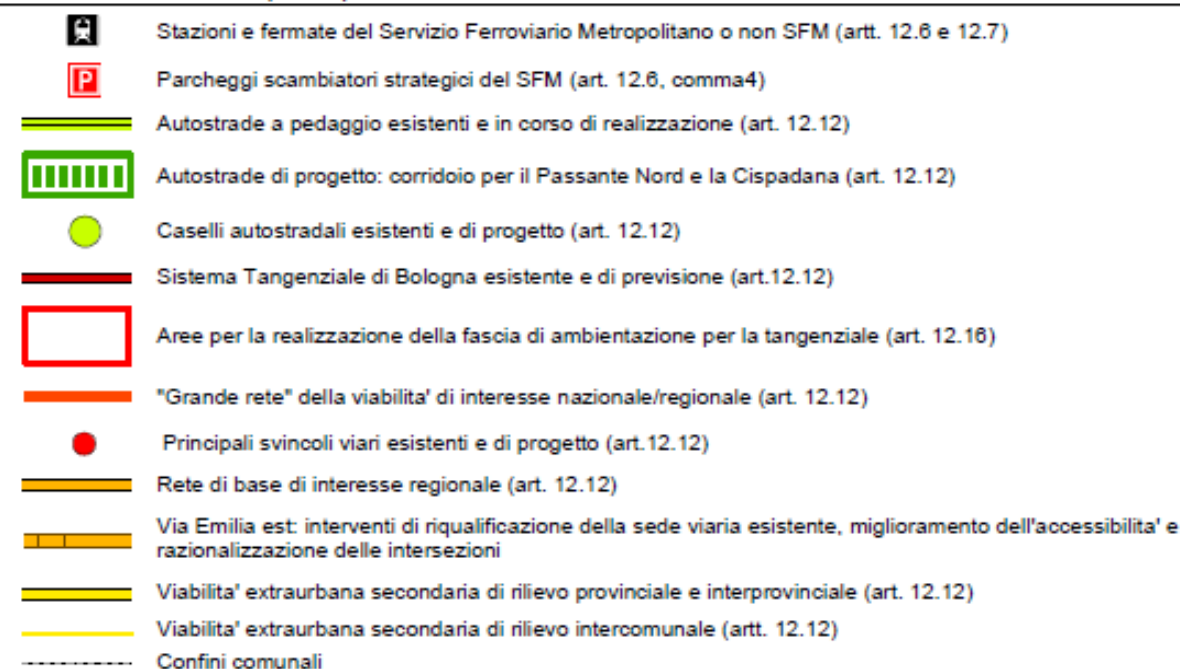 Stazioni e fermate del Servizio Ferroviario Metropolitano o non SFM (artt. 12.6 e 12.7)
P
Parcheggi scambiatori strategici del SFM (art. 12.6, comma4)
Autostrade a pedaggio esistenti e in corso di realizzazione (art. 12.12)
Autostrade di progetto: corridoio per il Passante Nord e la Cispadana (art. 12.12)
Caselli autostradali esistenti e di progetto (art. 12.12)
Sistema Tangenziale di Bologna esistente e di previsione (art.12.12)
Aree per la realizzazione della fascia di ambientazione per la tangenziale (art. 12.16)
"Grande rete" della viabilita' di interesse nazionale/regionale (art. 12.12)
Principali svincoli viari esistenti e di progetto (art.12.12)
Rete di base di interesse regionale (art. 12.12)
Via Emilia est: interventi di riqualificazione della sede viaria esistente, miglioramento dell'accessibilita' e
razionalizzazione delle intersezioni
Viabilita' extraurbana secondaria di rilievo provinciale e interprovinciale (art. 12.12)
Viabilita' extraurbana secondaria di rilievo intercomunale (artt. 12.12)
Confini comunali